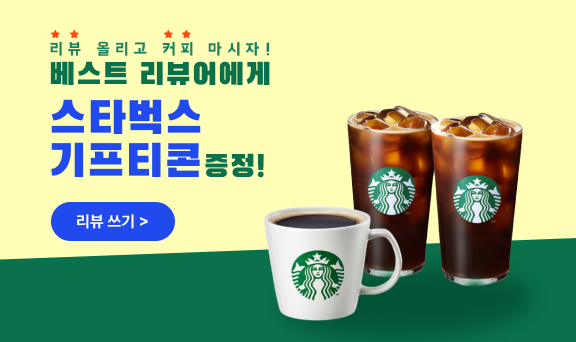 리뷰 올리고 커피 마시자!
베스트 리뷰어에게
스타벅스
기프티콘증정!
리뷰 쓰기 >